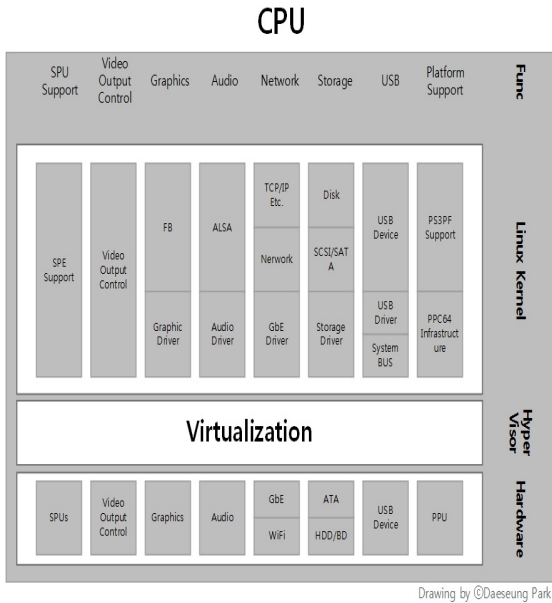 CPU
SPU
Support
Video
Output
Control
Graphics
Audio
Network
Storage
USB
Platform
Support
Func
SPE
Support
Video
Output
Control
FB
Graphic
Driver
ALSA
Audio
Driver
TCP/IP
Etc.
Nerwork
GbE
Driver
Disk
SCSI/SAT
A
Storage
Driver
USB
Device
USB
Driver
System
BUS
PS3PF
Support
PPC64
Infrastruct
ure
Linux Kernel
Virtualization
Hyper
Visor
SPUs
Video
Output
Control
Graphics
Audio
GbE
WiFi
ATA
HDD/BD
USB
Device
PPU
Hardware
Drawing by ©Daeseung Park